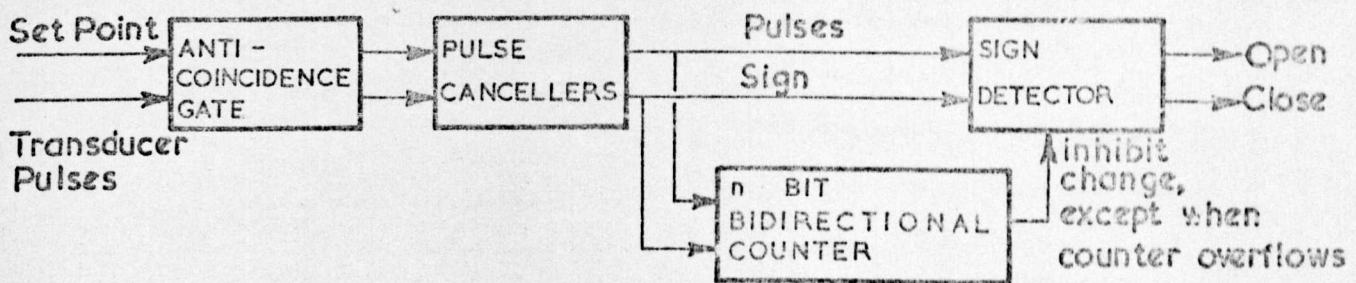 Set Point
Transducer
Pulses
ANTI-
COINCIDENCE
GATE
PULSE
CANCELLERS
Pulses
Sign
SIGN
DETECTOR
Open
Close
n BIT
BIDIRECTIONAL
COUNTER
inhibit
change,
except when
counter overflows